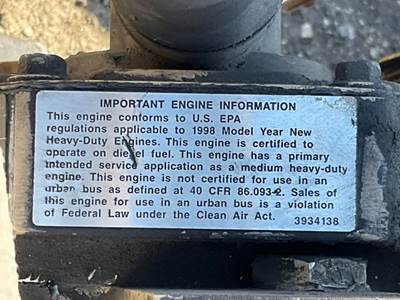 IMPORTANT ENGINE INFORMATION
This engine conforms to U.S. EPA
regulations applicable to 1998 Model Year New
Heavy-Duty Engines. This engine is certified to
operate on diesel fuel. This engine has a primary
intended service application as a medium heavy-duty
engine. This engine is not certified for use in an
urban bus as defined at 40 CFR 86.093-2. Sales of
this engine for use in an urban bus is a violation
of Federal Law under the Clean Air Act.
3934138